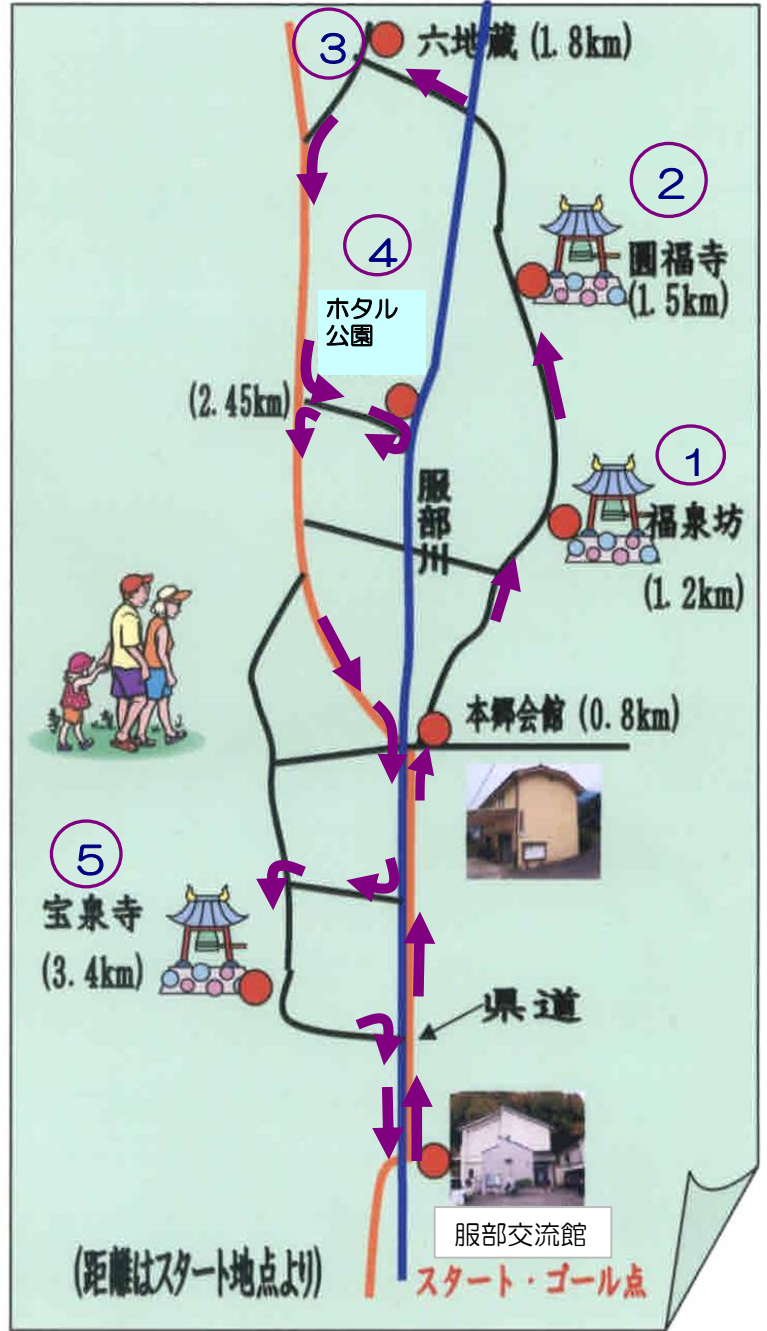 ③
六地蔵 (1.8km)
②
圓福寺
(1.5km)
④
ホタル
公園
(2.45km)
①
福泉坊
(1.2km)
服部川
本郷会館 (0.8km)
⑤
宝泉寺
(3.4km)
県道
服部交流館
(距離はスタート地点より)
スタート・ゴール点